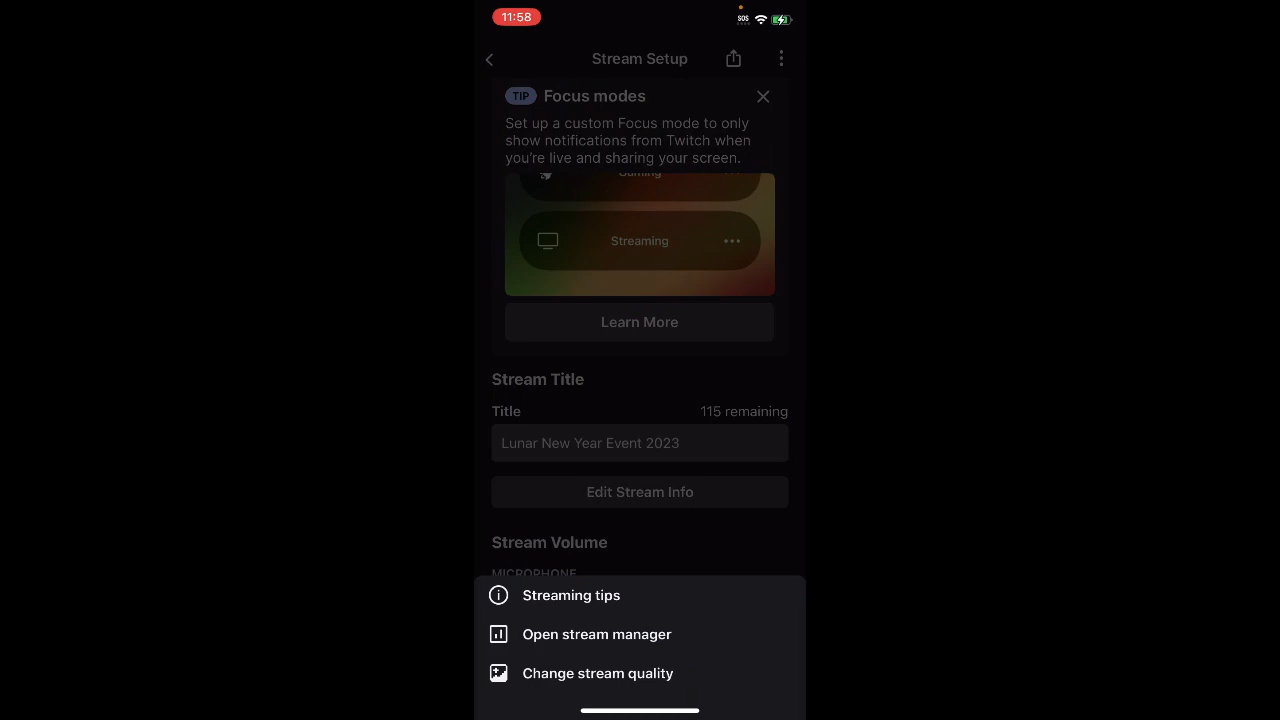 11:58
SOS
Stream Setup
TIP Focus modes
Set up a custom Focus mode to only
show notifications from Twitch when
you're live and sharing your screen.
Gaming
Streaming
Learn More
Stream Title
Title 115 remaining
Lunar New Year Event 2023
Edit Stream Info
Stream Volume
MICROPHONE
Streaming tips
Open stream manager
Change stream quality